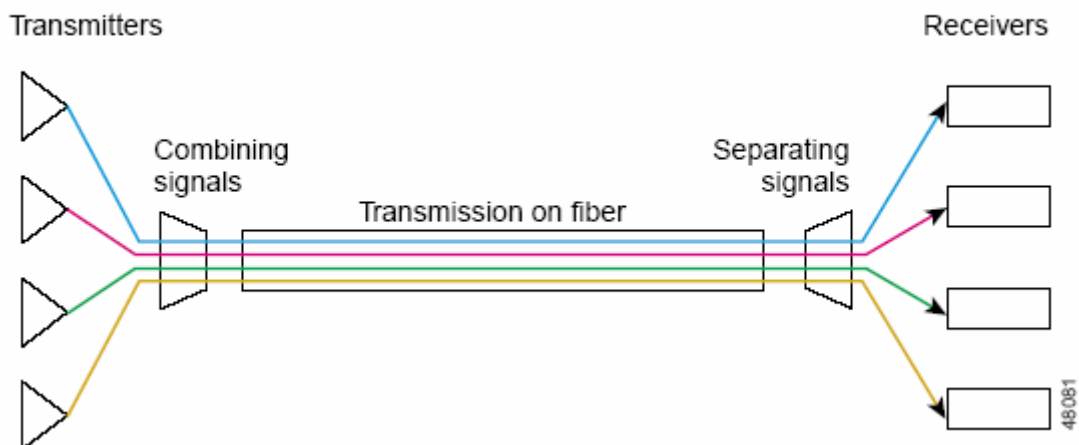 Transmitters
Receivers
Combining
signals
Separating
signals
Transmission on fiber
48081